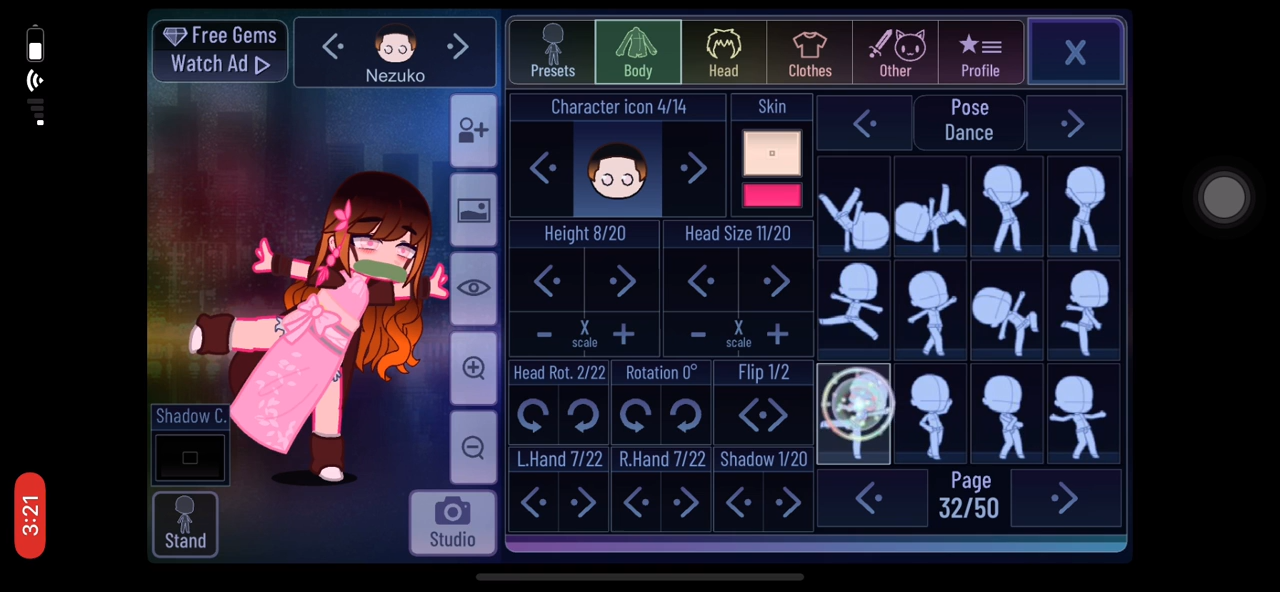 3:21
Free Gems
Watch Ad
Nezuko
Shadow C.
Stand
Studio
Presets
Body
Head
Clothes
Other
Profile
X
Character icon 4/14
Skin
Height 8/20
Head Size 11/20
X
scale
X
scale
Head Rot. 2/22
Rotation 0°
Flip 1/2
L.Hand 7/22
R.Hand 7/22
Shadow 1/20
Pose
Dance
Page
32/50